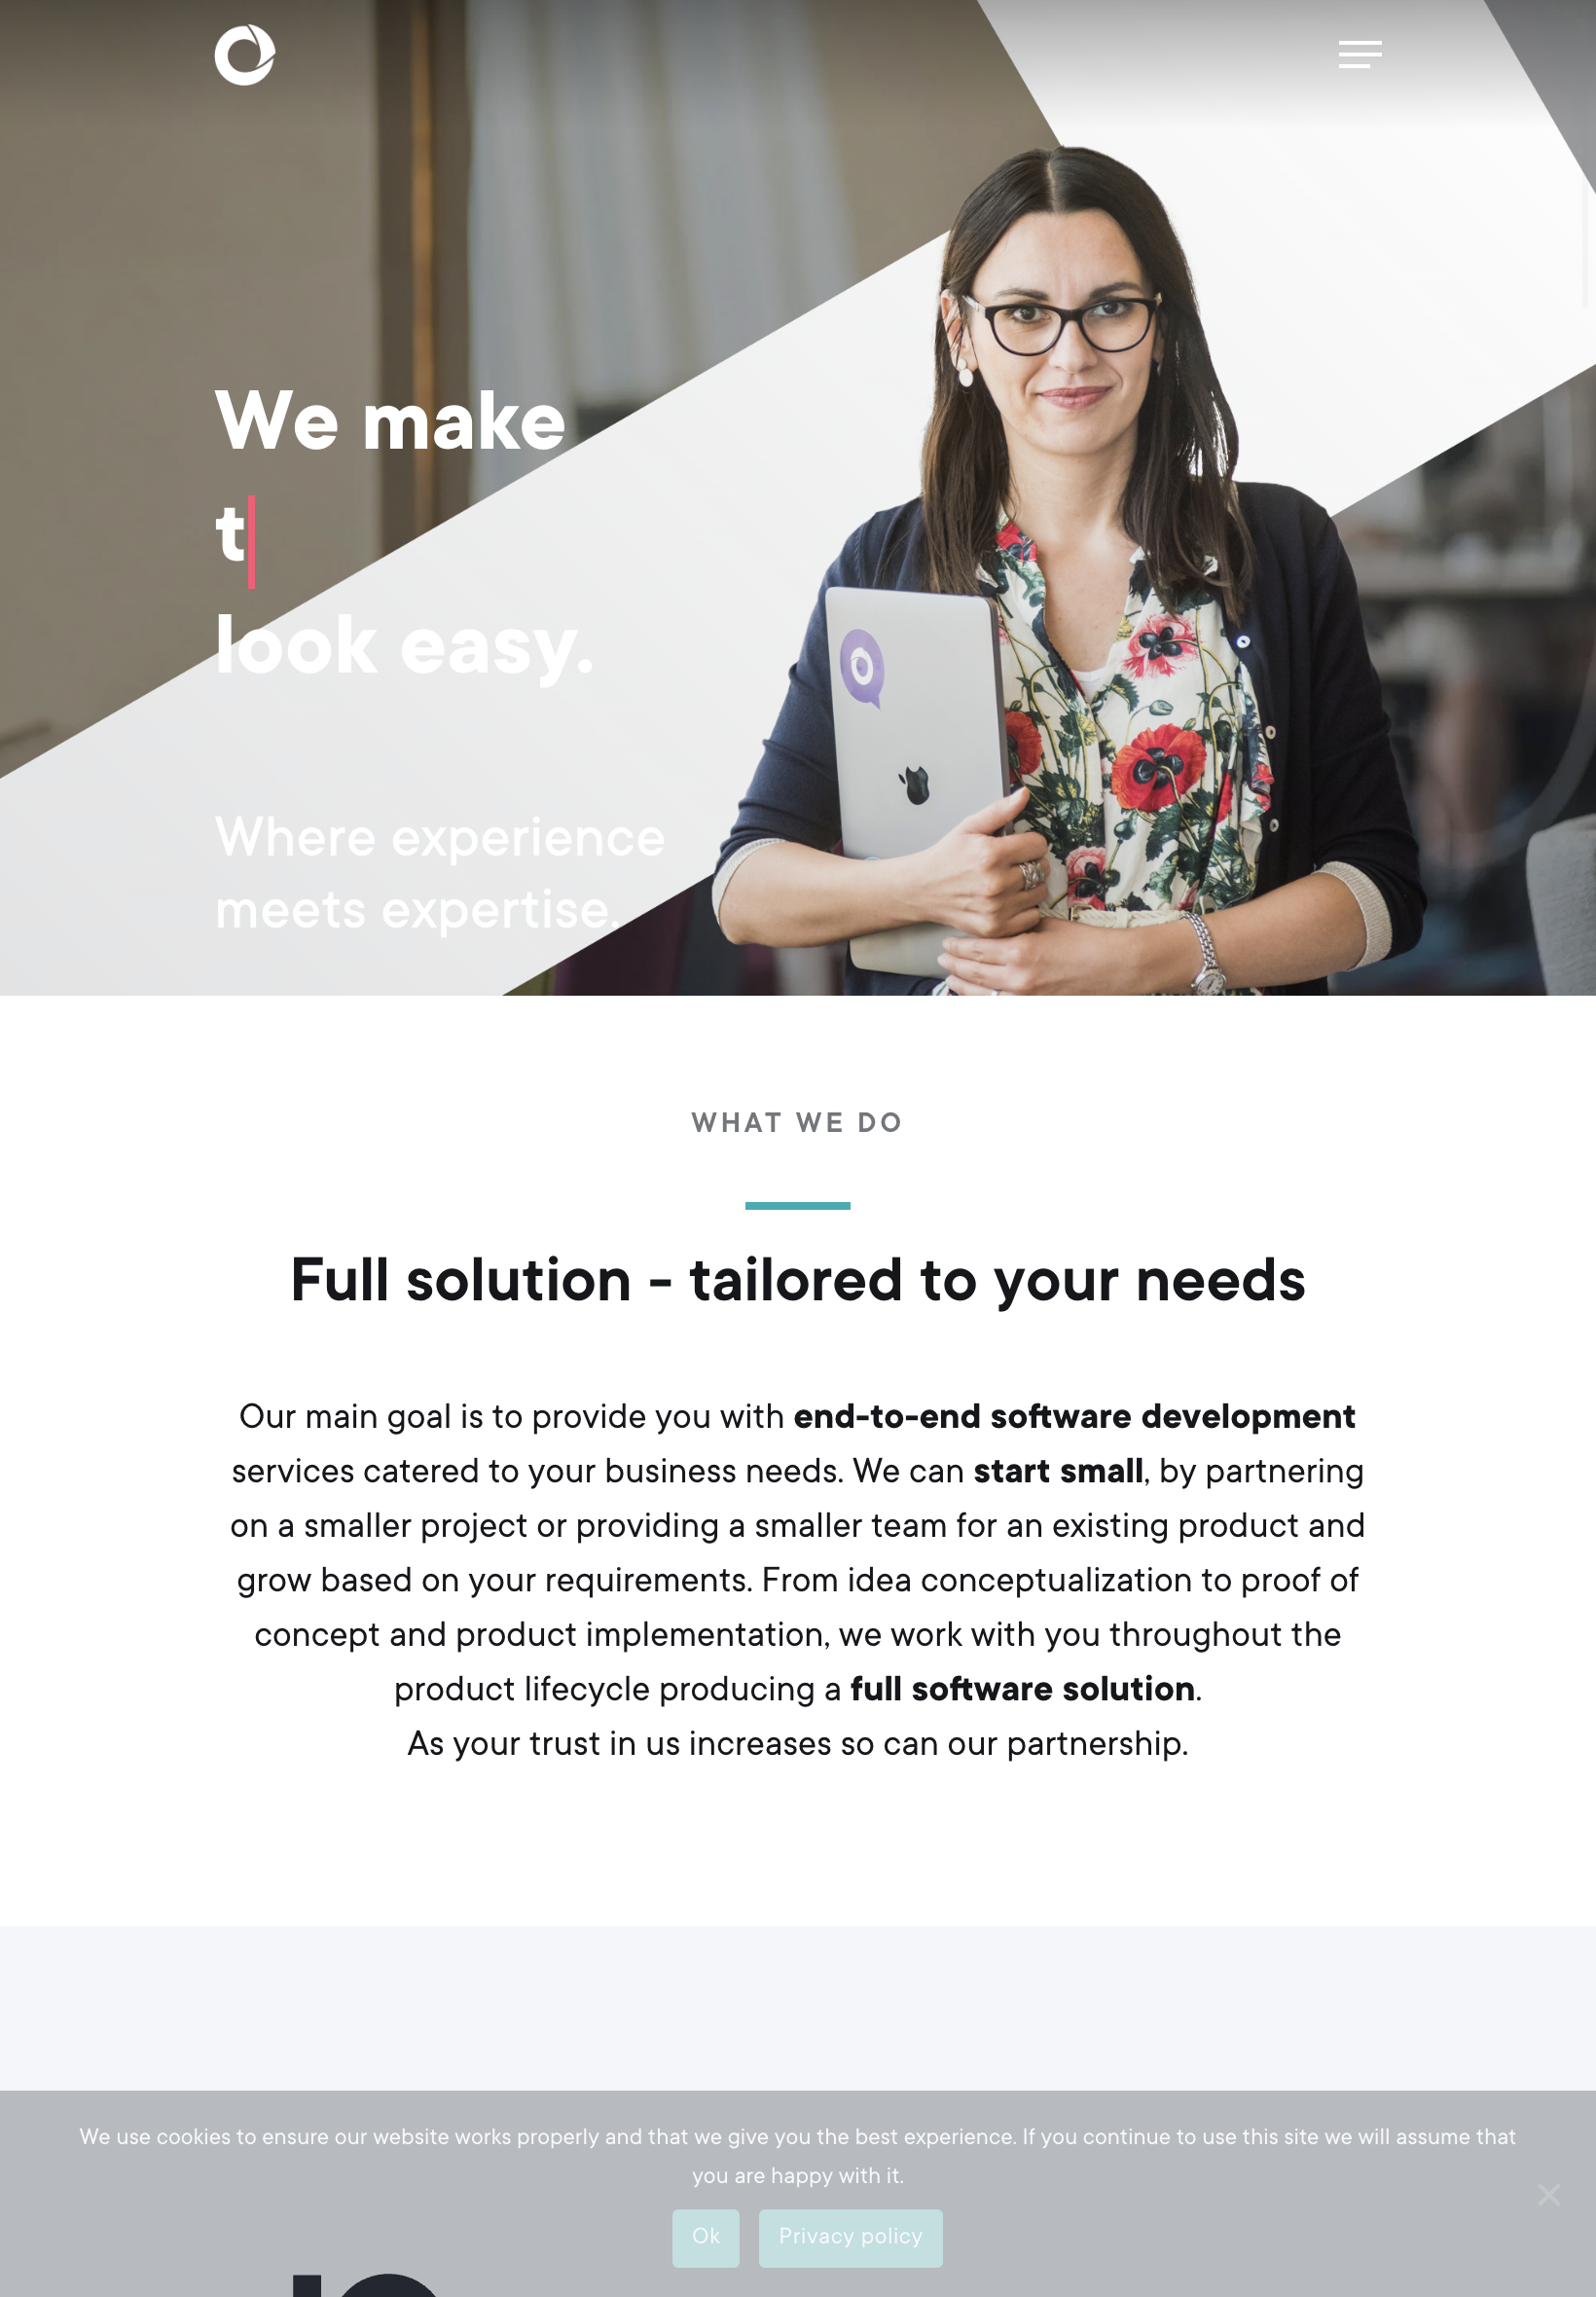 We make
t
look easy.
Where experience
meets expertise.
WHAT WE DO
Full solution - tailored to your needs
Our main goal is to provide you with end-to-end software development
services catered to your business needs. We can start small, by partnering
on a smaller project or providing a smaller team for an existing product and
grow based on your requirements. From idea conceptualization to proof of
concept and product implementation, we work with you throughout the
product lifecycle producing a full software solution.
As your trust in us increases so can our partnership.
We use cookies to ensure our website works properly and that we give you the best experience. If you continue to use this site we will assume that
you are happy with it.
Ok
Privacy policy